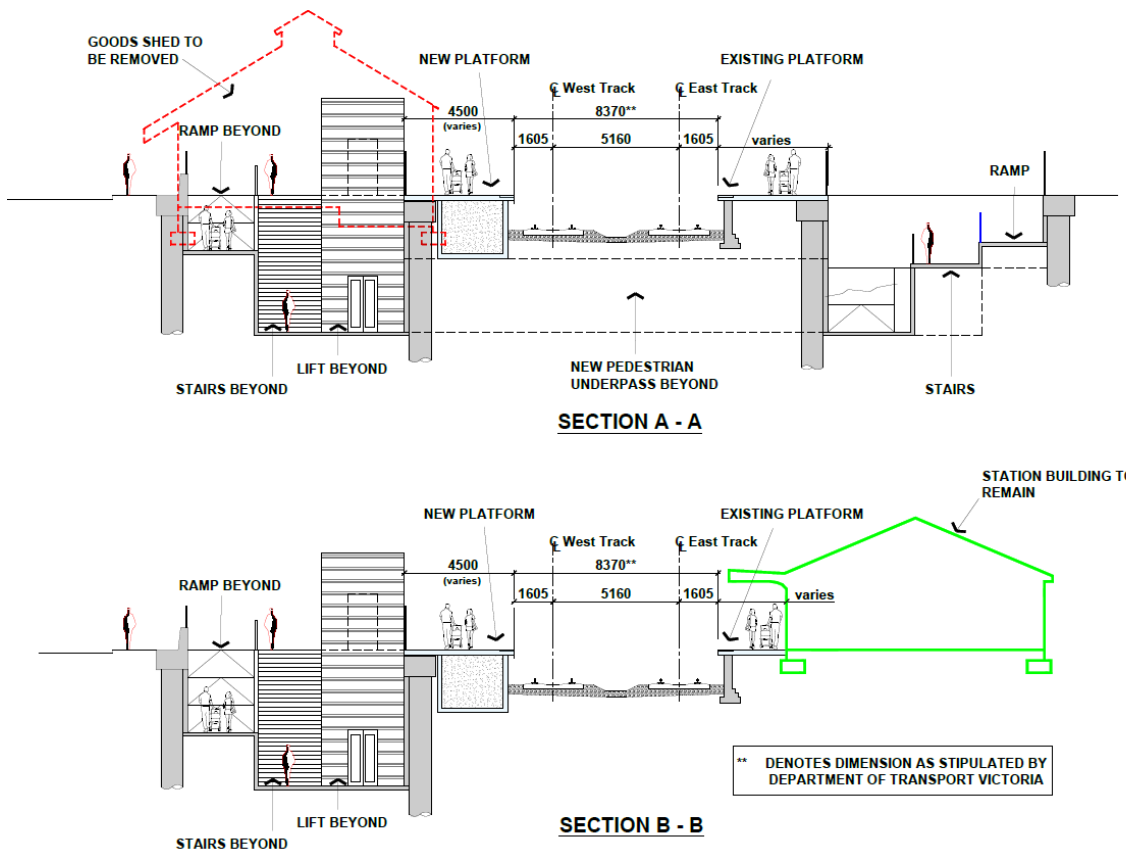 GOODS SHED TO
BE REMOVED
NEW PLATFORM
EXISTING PLATFORM
℄ West Track
℄ East Track
4500
(varies)
8370**
RAMP BEYOND
1605
5160
1605
varies
RAMP
LIFT BEYOND
STAIRS BEYOND
NEW PEDESTRIAN
UNDERPASS BEYOND
STAIRS
SECTION A - A
STATION BUILDING TO
REMAIN
NEW PLATFORM
EXISTING PLATFORM
℄ West Track
℄ East Track
4500
(varies)
8370**
RAMP BEYOND
1605
5160
1605
varies
** DENOTES DIMENSION AS STIPULATED BY
DEPARTMENT OF TRANSPORT VICTORIA
LIFT BEYOND
STAIRS BEYOND
SECTION B - B